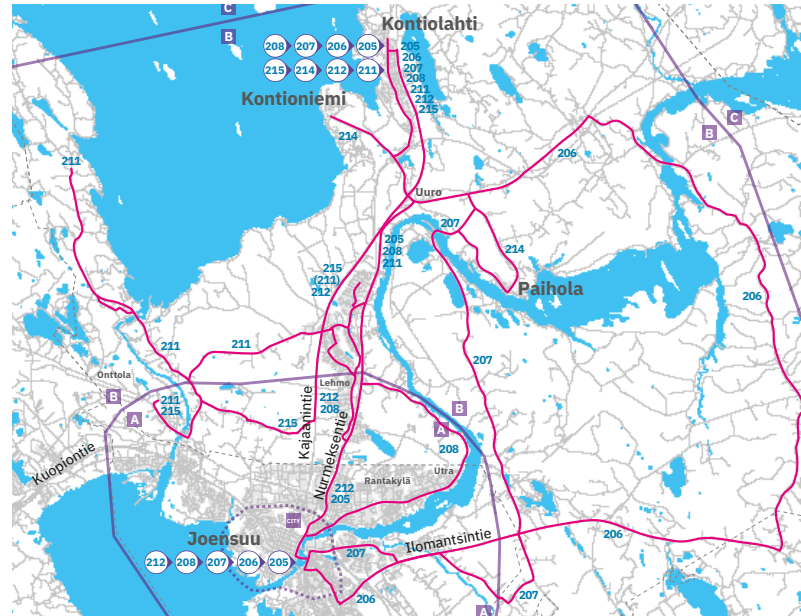 C
B
Kontiolahti
208 207 206 205
215 214 212 211
205
206
207
208
211
212
215
Kontioniemi
214
206
B
C
211
Uuro
207
205
208
211
214
215
(211)
212
Paihola
206
211
211
207
Onttola
B
A
211
215
Lehmo
212
208
215
Kajaanintie
Nurmeksentie
B
A
208
Kuopiontie
Utra
Rantakylä
212
205
CITY
Joensuu
212 208 207 206 205
207
Ilomantsintie
206
206
207
A